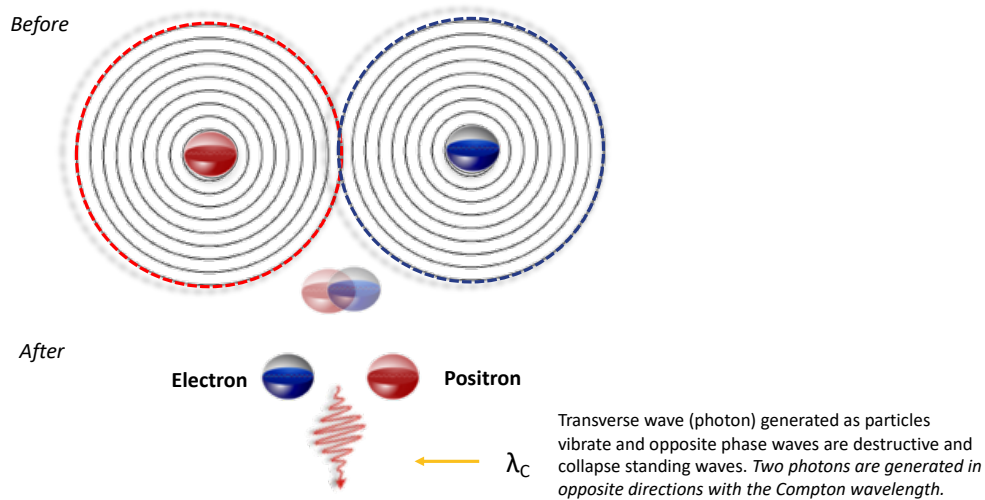 Before
After
Electron
Positron
λC
Transverse wave (photon) generated as particles
vibrate and opposite phase waves are destructive and
collapse standing waves. Two photons are generated in
opposite directions with the Compton wavelength.